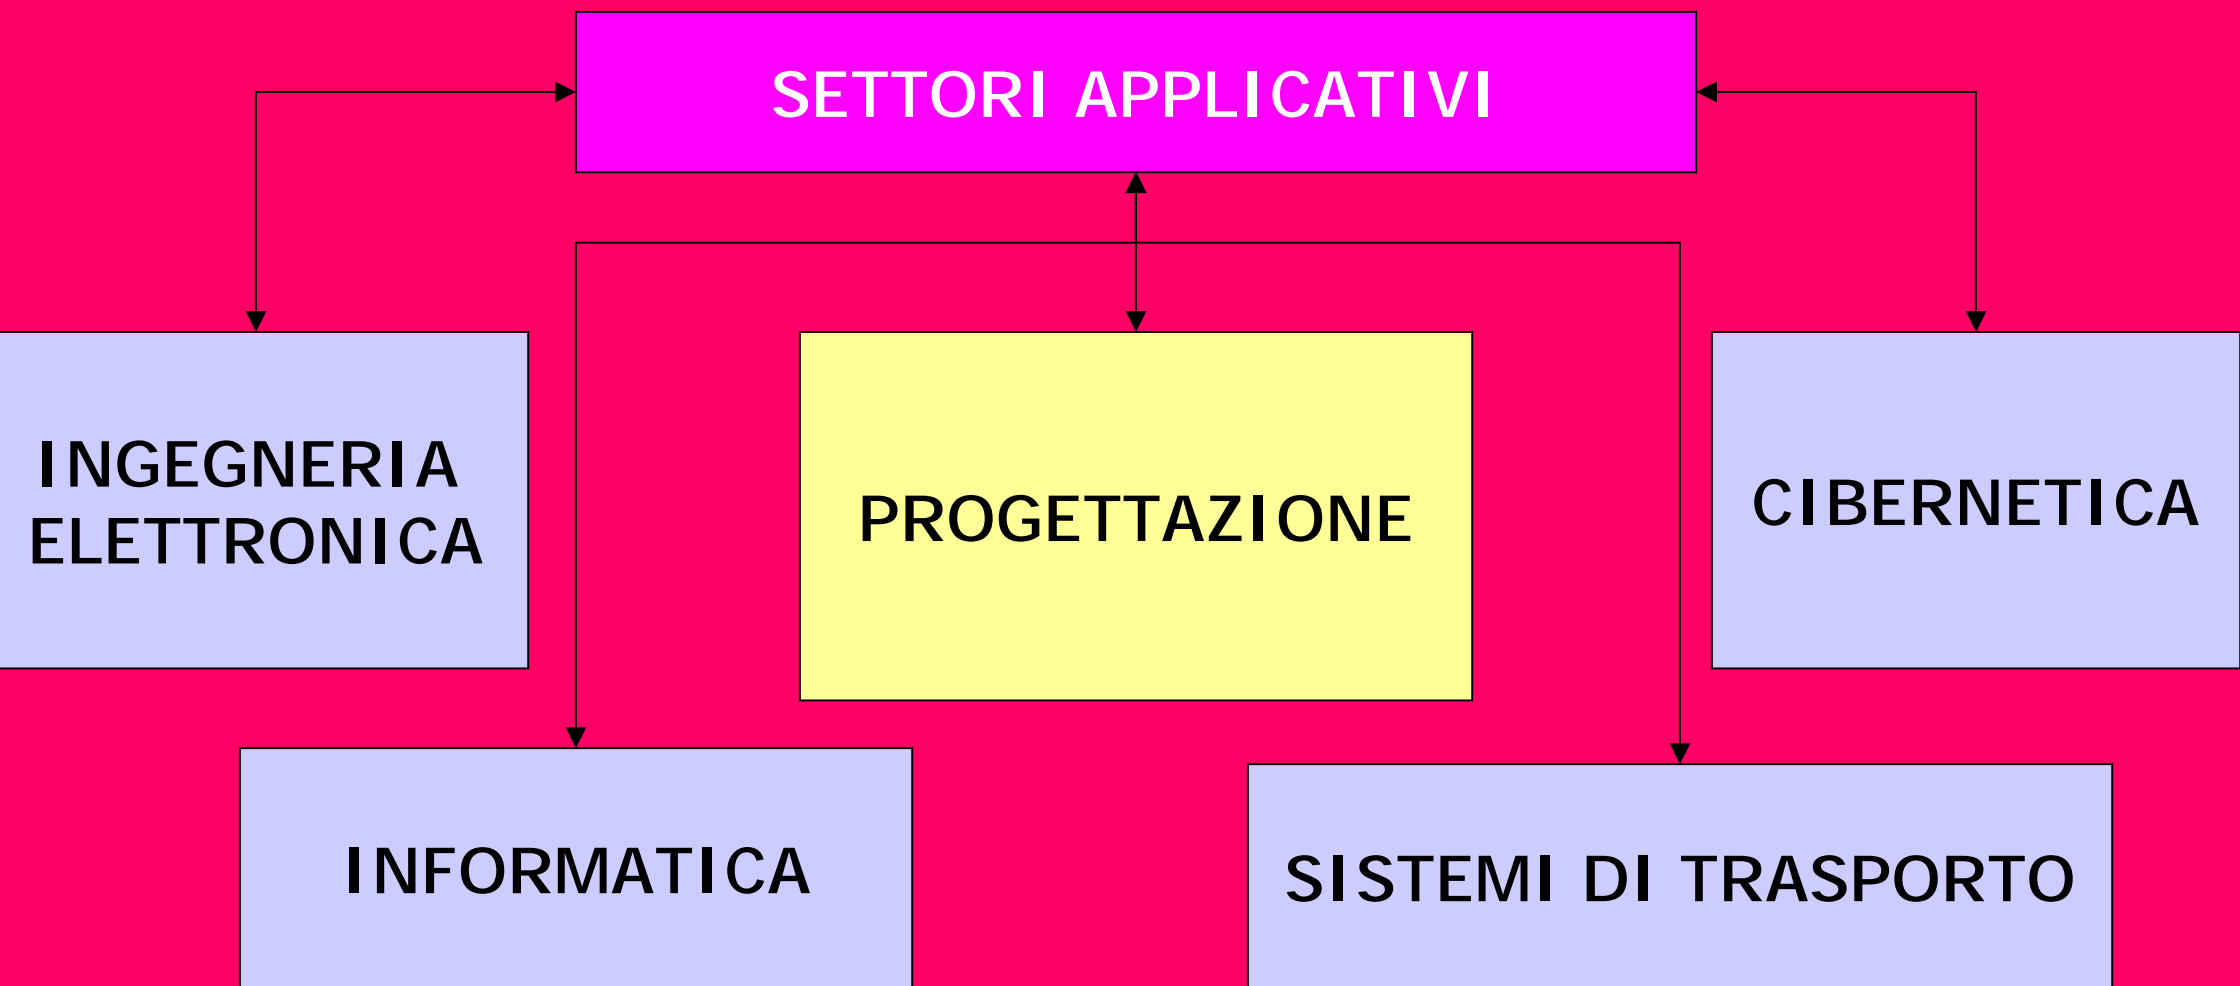 SETTORI APPLICATIVI
INGEGNERIA
ELETTRONICA
PROGETTAZIONE
CIBERNETICA
INFORMATICA
SISTEMI DI TRASPORTO